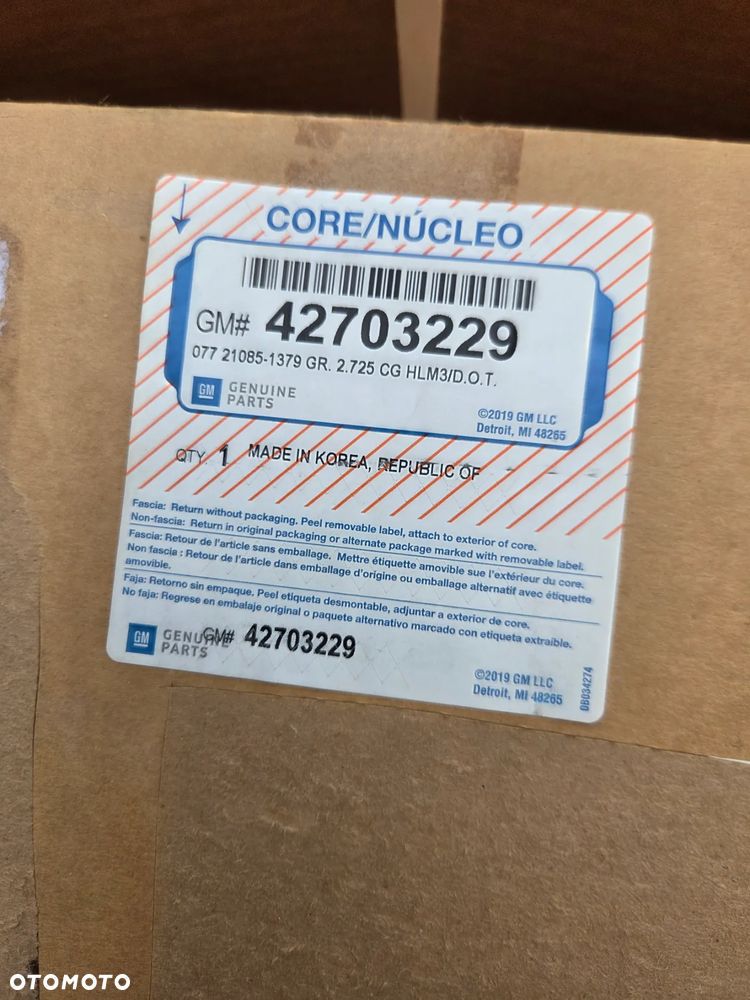 CORE/NÚCLEO
GM# 42703229
077 21085-1379 GR. 2.725 CG HLM3/D.O.T.
GM GENUINE PARTS
©2019 GM LLC
Detroit, MI 48265
QTY 1 MADE IN KOREA, REPUBLIC OF
Fascia: Return without packaging. Peel removable label, attach to exterior of core.
Non-fascia: Return in original packaging or alternate package marked with removable label.
Fascia: Retour de l'article sans emballage. Mettre étiquette amovible sue l'extérieur du core.
Non fascia : Retour de l'article dans emballage d'origine ou emballage alternatif avec étiquette
amovible.
Faja: Retorno sin empaque. Peel etiqueta desmontable, adjuntar a exterior de core.
No faja: Regrese en embalaje original o paquete alternativo marcado con etiqueta extraible.
GM GENUINE PARTS
GM# 42703229
©2019 GM LLC
Detroit, MI 48265
DB034274
OTOMOTO